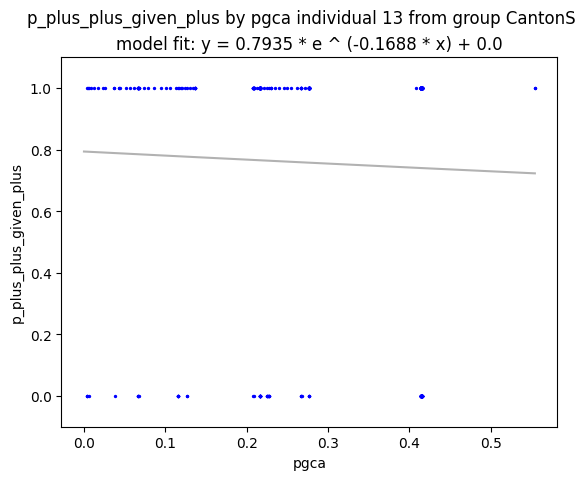 p_plus_plus_given_plus by pgca individual 13 from group CantonS
model fit: y = 0.7935 * e ^ (-0.1688 * x) + 0.0
p_plus_plus_given_plus
1.0
0.8
0.6
0.4
0.2
0.0
0.0 0.1 0.2 0.3 0.4 0.5
pgca